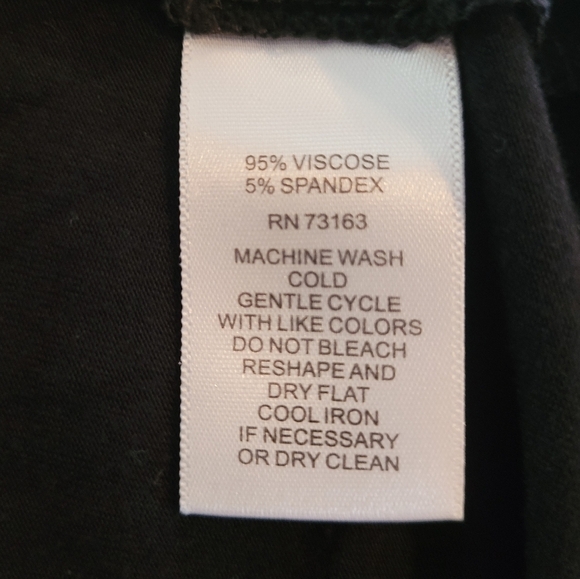 95% VISCOSE
5% SPANDEX
RN 73163
MACHINE WASH
COLD
GENTLE CYCLE
WITH LIKE COLORS
DO NOT BLEACH
RESHAPE AND
DRY FLAT
COOL IRON
IF NECESSARY
OR DRY CLEAN